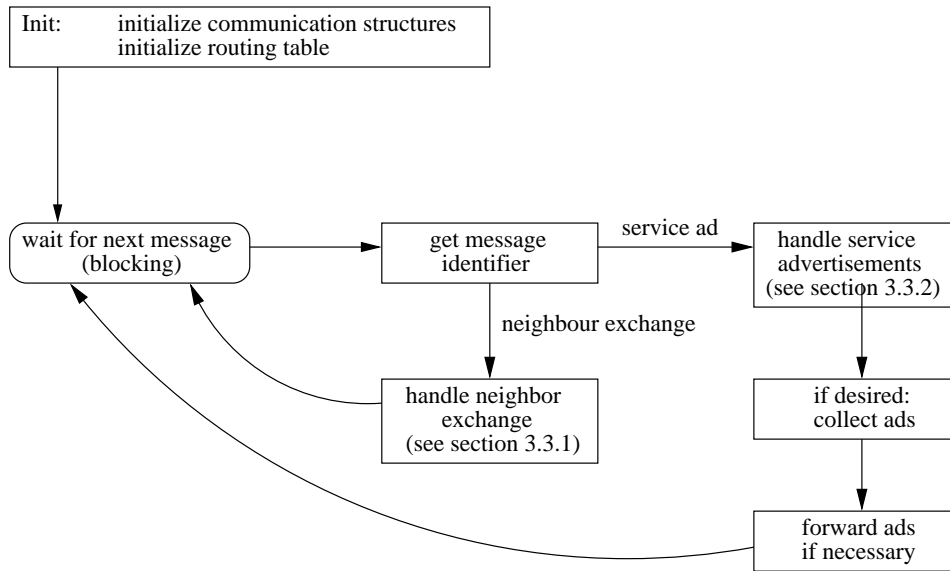 Init: initialize communication structures
initialize routing table
wait for next message
(blocking)
get message
identifier
service ad
handle service
advertisements
(see section 3.3.2)
neighbour exchange
handle neighbor
exchange
(see section 3.3.1)
if desired:
collect ads
forward ads
if necessary